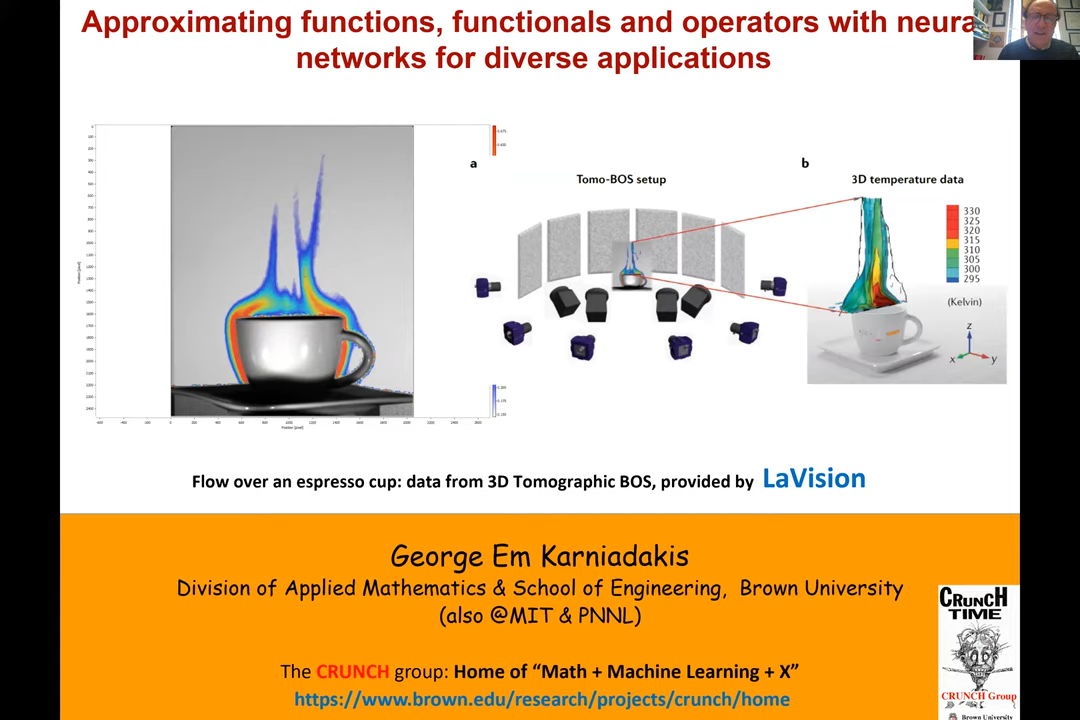 Approximating functions, functionals and operators with neura
networks for diverse applications
a
Tomo-BOS setup
b
3D temperature data
330
325
320
315
310
305
300
295
(Kelvin)
z
x
y
Flow over an espresso cup: data from 3D Tomographic BOS, provided by LaVision
George Em Karniadakis
Division of Applied Mathematics & School of Engineering, Brown University
(also @MIT & PNNL)
The CRUNCH group: Home of “Math + Machine Learning + X”
https://www.brown.edu/research/projects/crunch/home
CRUNCH
TIME
CRUNCH Group
Brown University